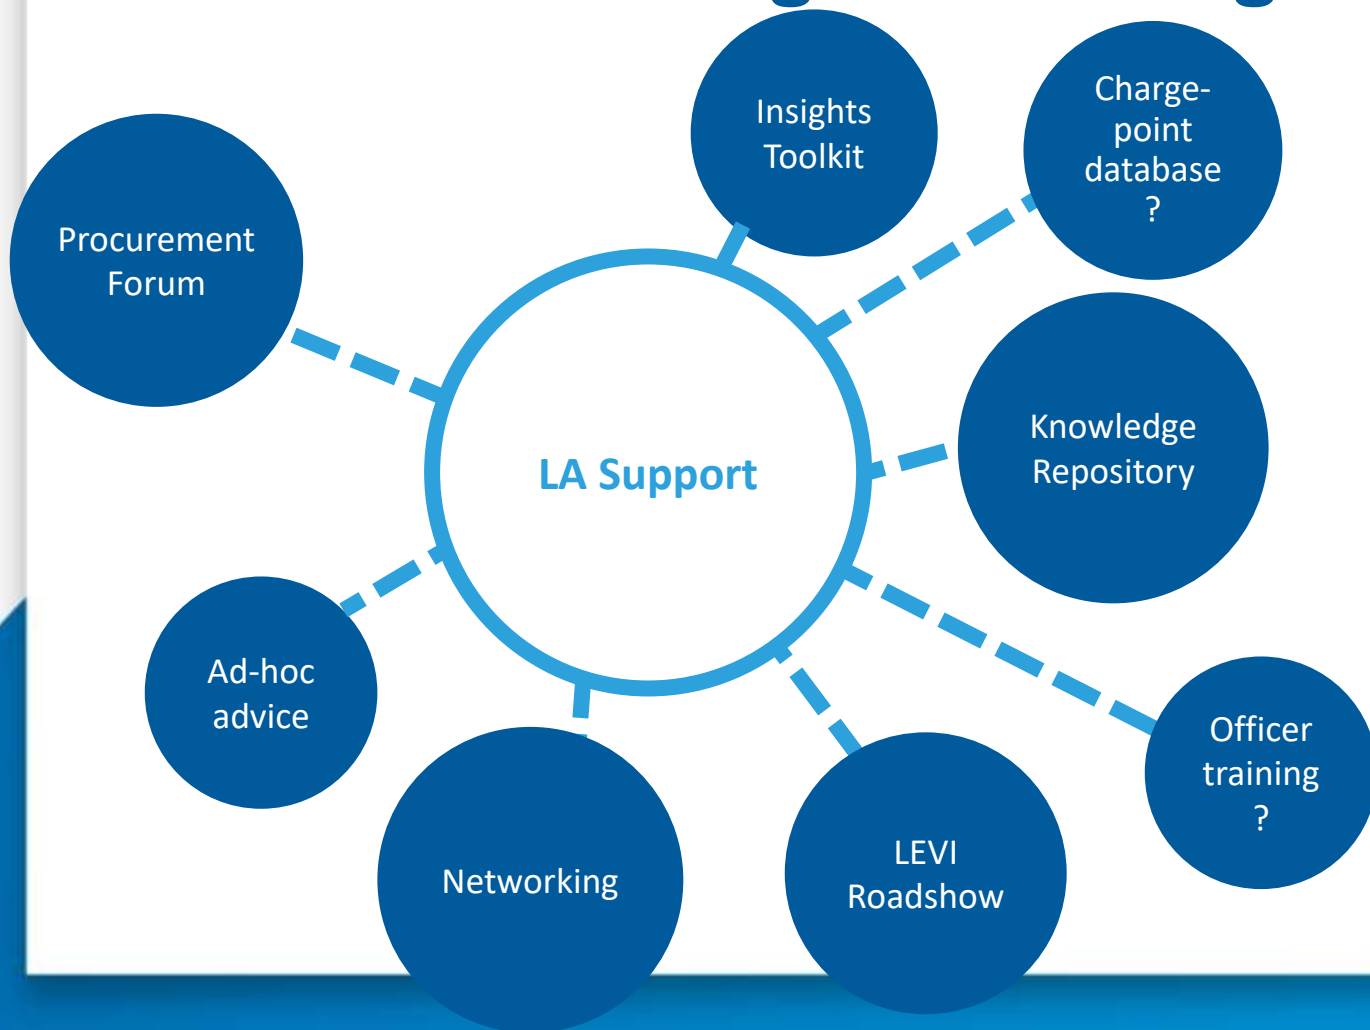 Insights
Toolkit
Charge-
point
database
?
Procurement
Forum
Knowledge
Repository
LA Support
Ad-hoc
advice
Officer
training
?
Networking
LEVI
Roadshow